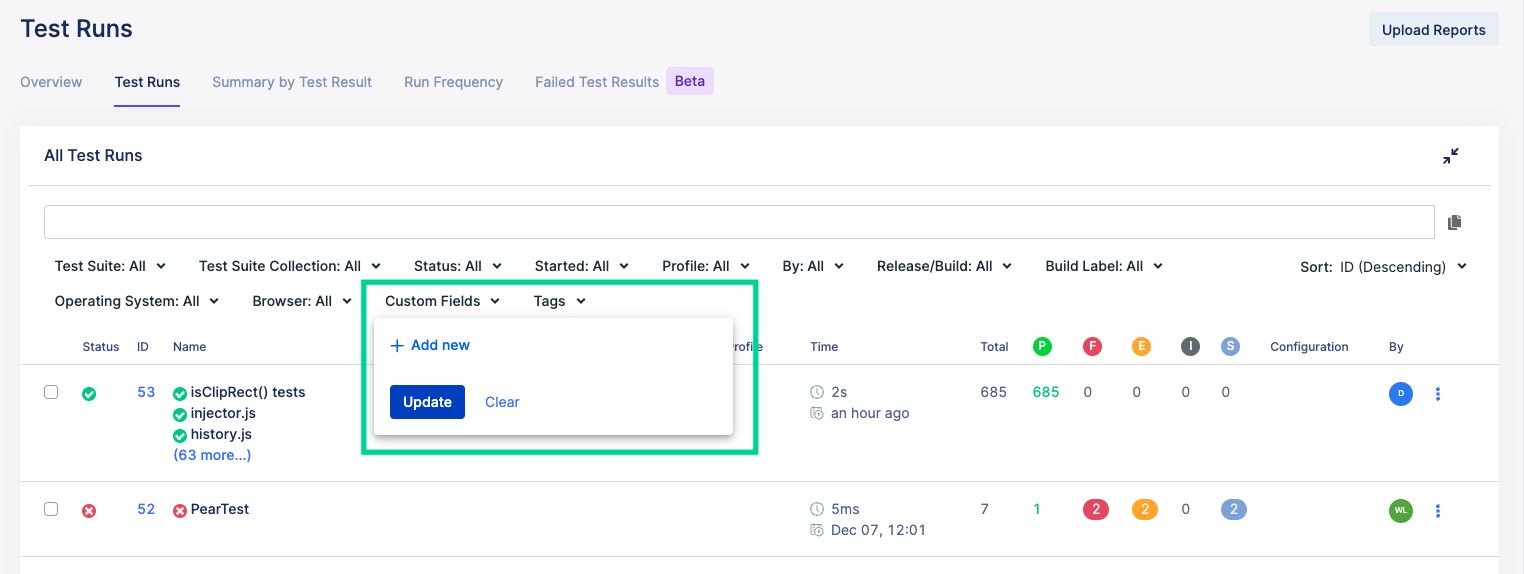 Test Runs
Upload Reports
Overview Test Runs Summary by Test Result Run Frequency Failed Test Results Beta
All Test Runs
Test Suite: All Test Suite Collection: All Status: All Started: All Profile: All By: All Release/Build: All Build Label: All Sort: ID (Descending)
Operating System: All Browser: All Custom Fields Tags
+ Add new
Update Clear
Status ID Name Time Total P F E I S Configuration By
53 isClipRect() tests 2s 685 685 0 0 0 0 D
injector.js an hour ago
history.js
(63 more...)
52 PearTest 5ms 7 1 2 2 0 2 WL
Dec 07, 12:01